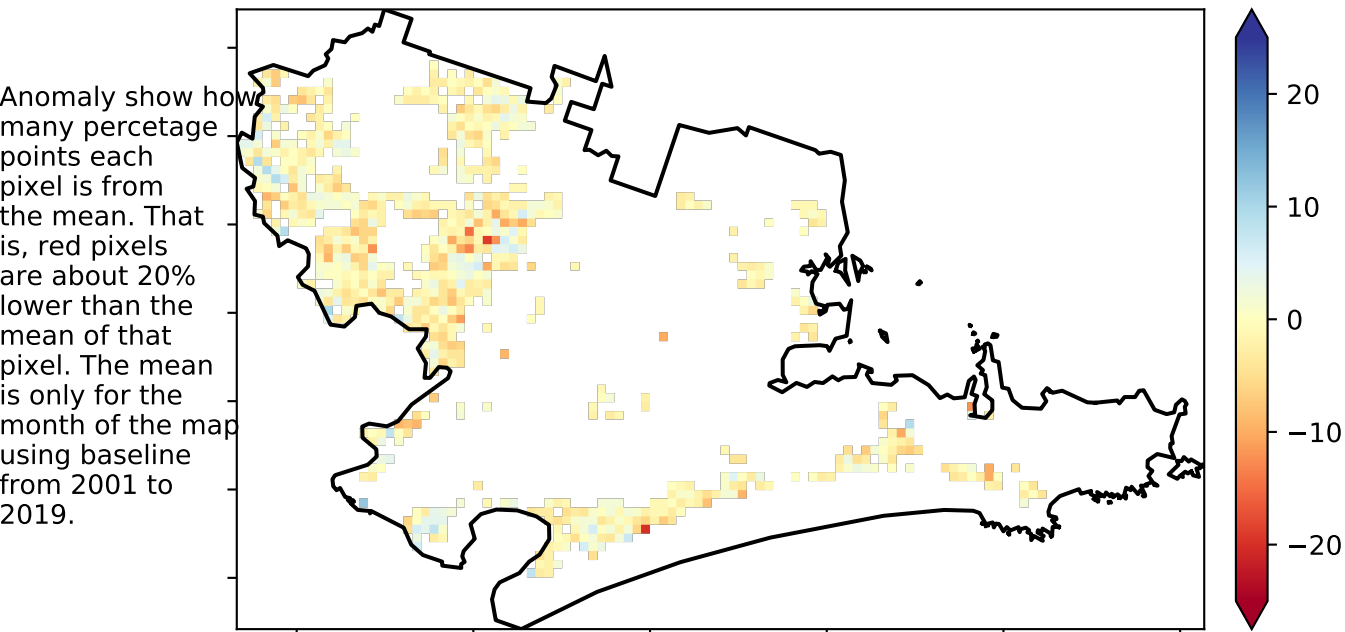 Anomaly show how
many percetage
points each
pixel is from
the mean. That
is, red pixels
are about 20%
lower than the
mean of that
pixel. The mean
is only for the
month of the map
using baseline
from 2001 to
2019.
20
10
0
−10
−20